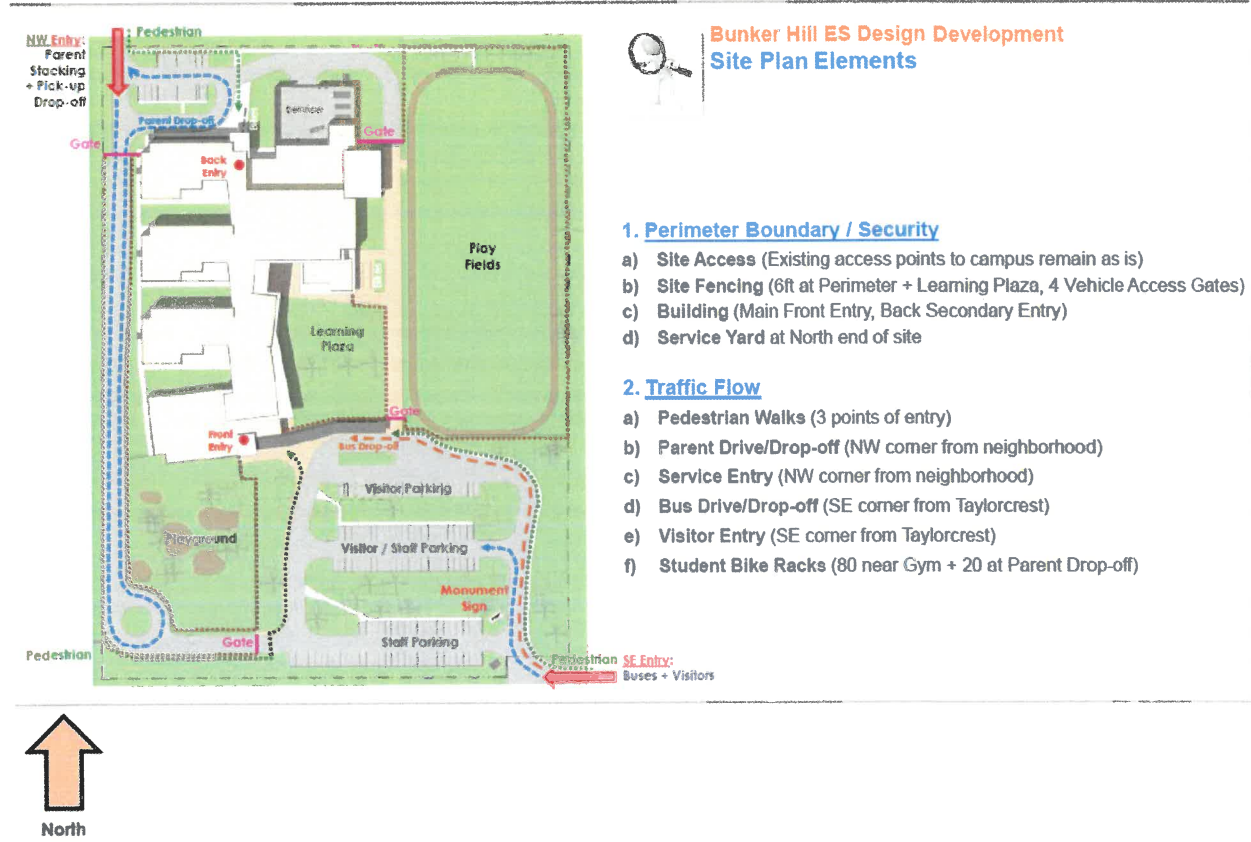 Bunker Hill ES Design Development
Site Plan Elements
NW Entry:
Parent
Stacking
+ Pick-up
Drop-off
Pedestrian
Parent Drop-off
Gate
Gate
Back
Entry
Play
Fields
Learning
Plaza
Gate
Front
Entry
Bus Drop-off
Visitor Parking
Playground
Visitor / Staff Parking
Monument
Sign
Gate
Staff Parking
Pedestrian
Pedestrian
SE Entry:
Buses + Visitors
1. Perimeter Boundary / Security
a) Site Access (Existing access points to campus remain as is)
b) Site Fencing (6ft at Perimeter + Learning Plaza, 4 Vehicle Access Gates)
c) Building (Main Front Entry, Back Secondary Entry)
d) Service Yard at North end of site
2. Traffic Flow
a) Pedestrian Walks (3 points of entry)
b) Parent Drive/Drop-off (NW corner from neighborhood)
c) Service Entry (NW corner from neighborhood)
d) Bus Drive/Drop-off (SE corner from Taylorcrest)
e) Visitor Entry (SE corner from Taylorcrest)
f) Student Bike Racks (80 near Gym + 20 at Parent Drop-off)
North